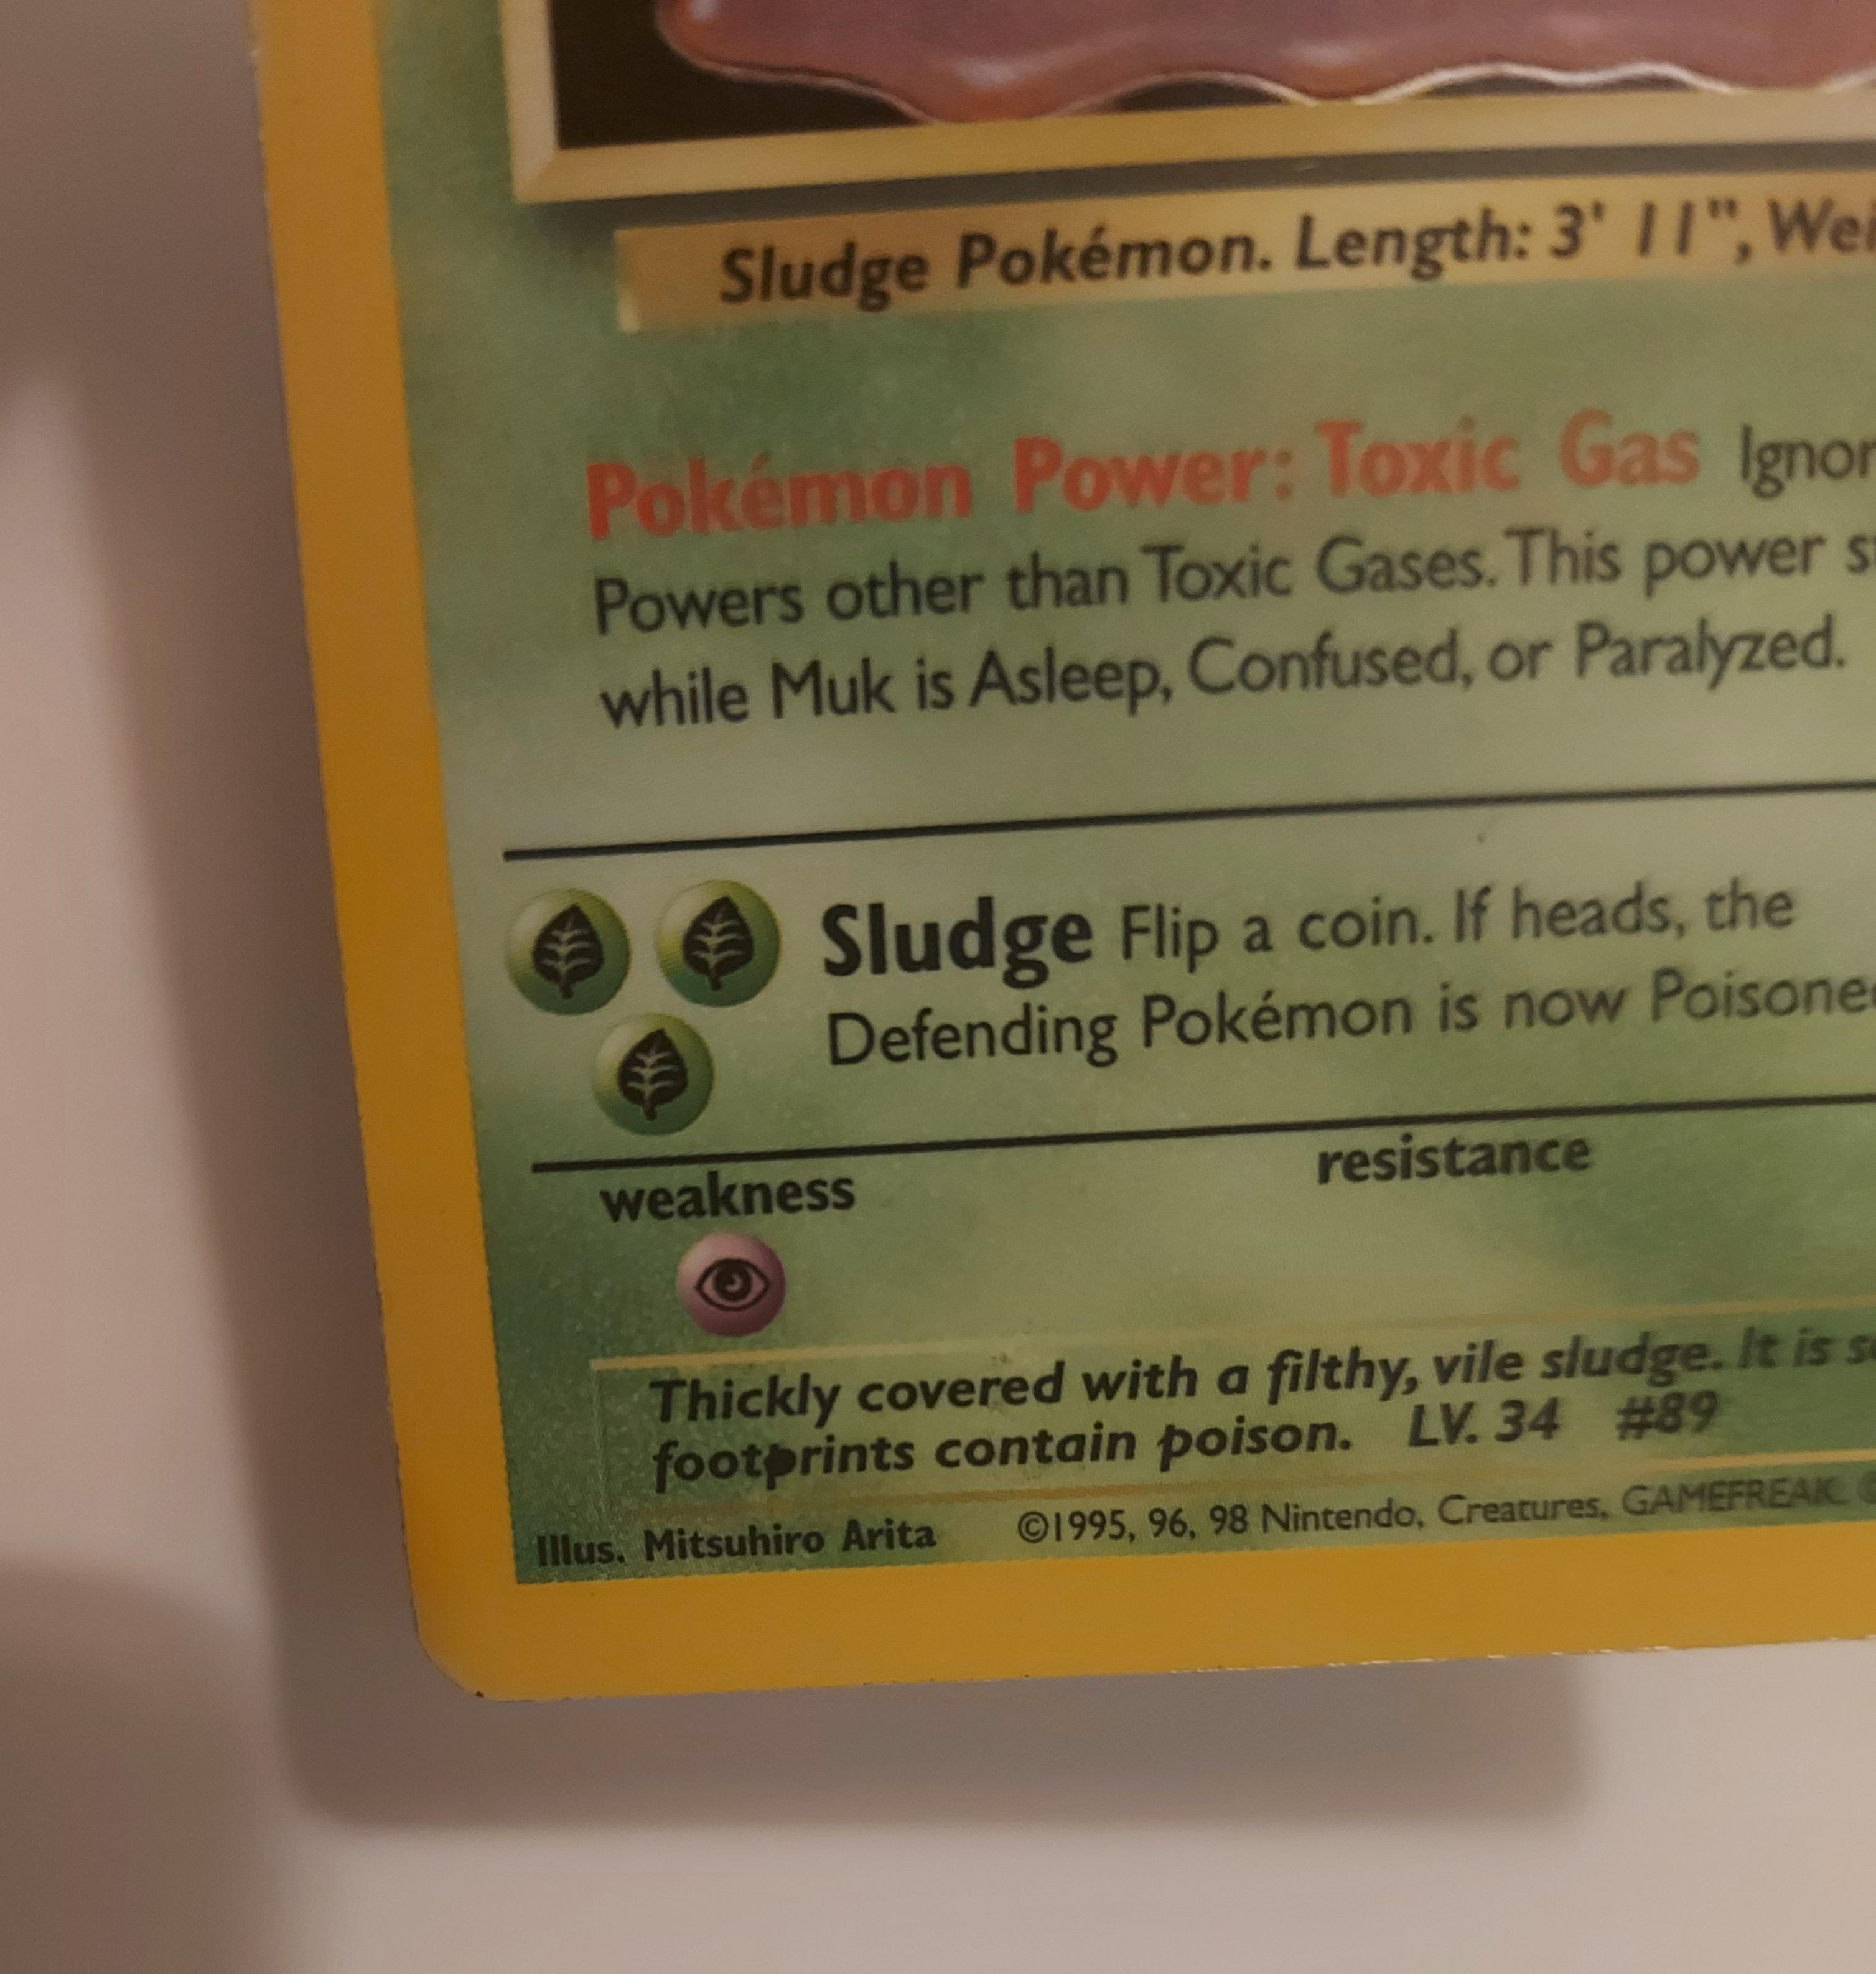 Sludge Pokémon. Length: 3' 11",
Pokémon Power: Toxic Gas
Powers other than Toxic Gases. This power
while Muk is Asleep, Confused, or Paralyzed.
Sludge Flip a coin. If heads, the
Defending Pokémon is now
weakness
resistance
Thickly covered with a filthy, vile sludge. It is
footprints contain poison. LV. 34 #89
Illus. Mitsuhiro Arita ©1995, 96, 98 Nintendo, Creatures, GAMEFREAK.